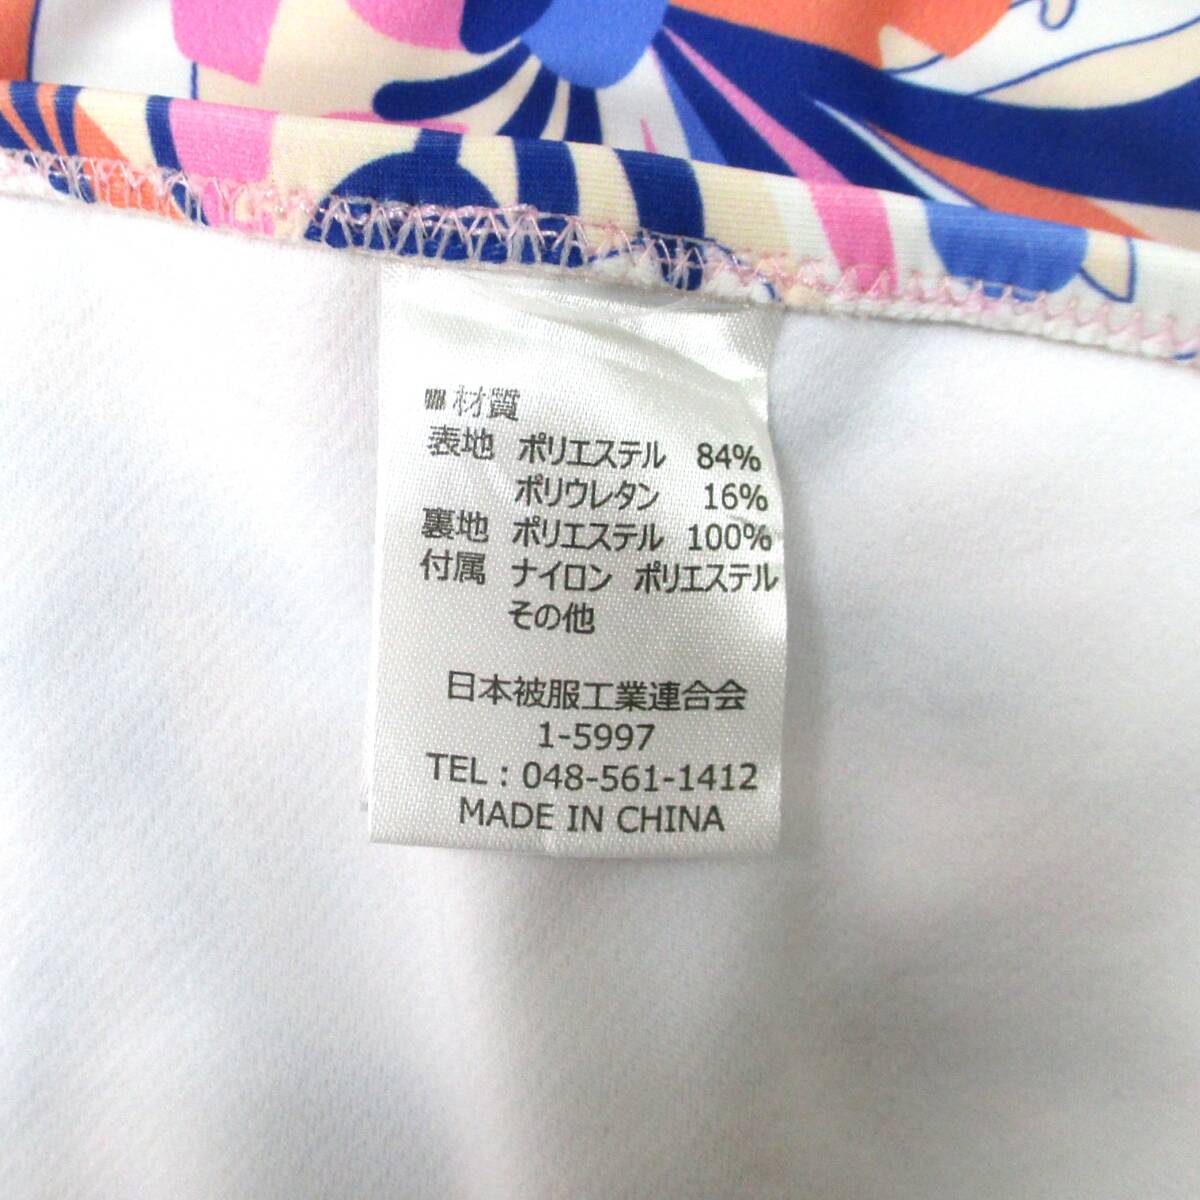 ■材質
表地 ポリエステル 84%
ポリウレタン 16%
裏地 ポリエステル 100%
付属 ナイロン ポリエステル
その他
日本被服工業連合会
1-5997
TEL : 048-561-1412
MADE IN CHINA